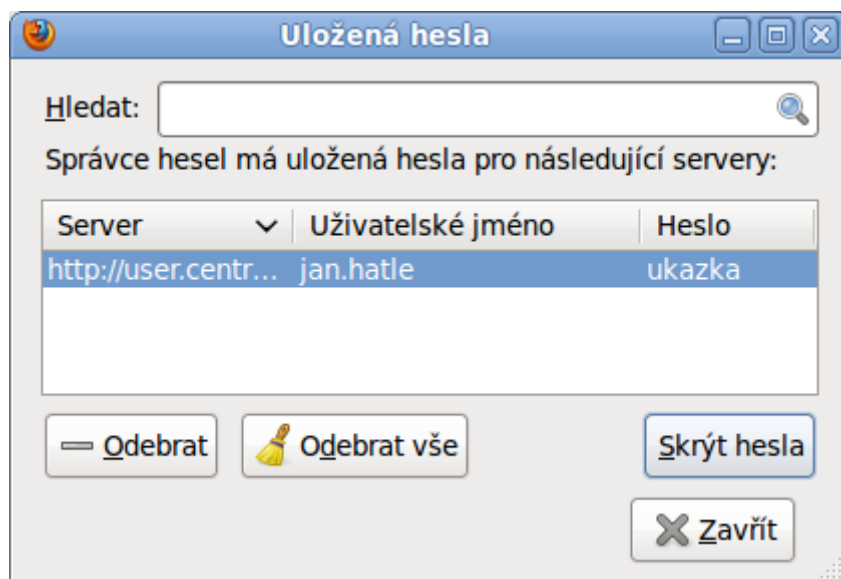 Uložená hesla
Hledat:
Správce hesel má uložená hesla pro následující servery:
Server Uživatelské jméno Heslo
http://user.centr... jan.hatle ukazka
Odebrat Odebrat vše Skrýt hesla
Zavřít